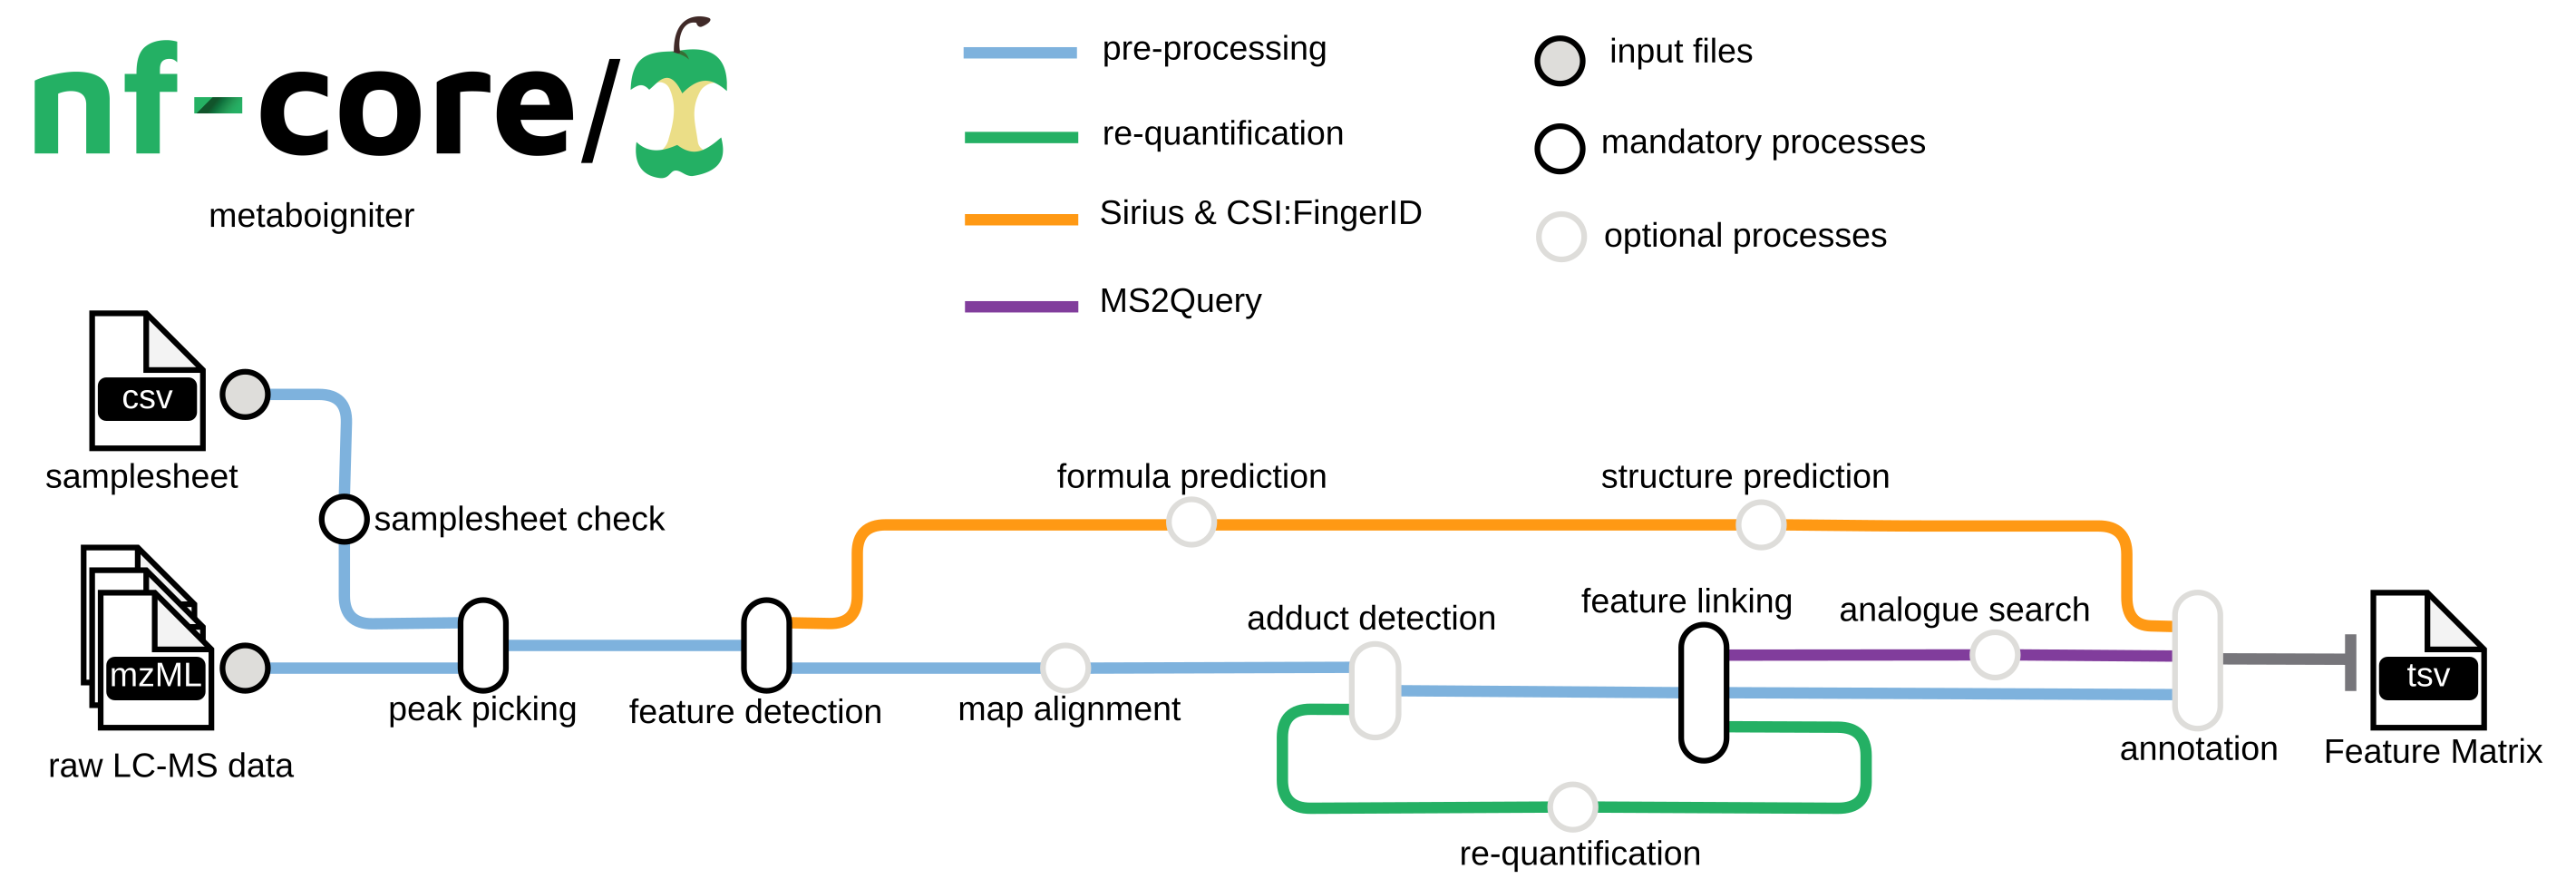 nf-core/
metaboigniter
pre-processing
re-quantification
Sirius & CSI:FingerID
MS2Query
input files
mandatory processes
optional processes
csv
samplesheet
samplesheet check
mzML
raw LC-MS data
peak picking
feature detection
formula prediction
structure prediction
map alignment
adduct detection
feature linking
analogue search
re-quantification
annotation
tsv
Feature Matrix